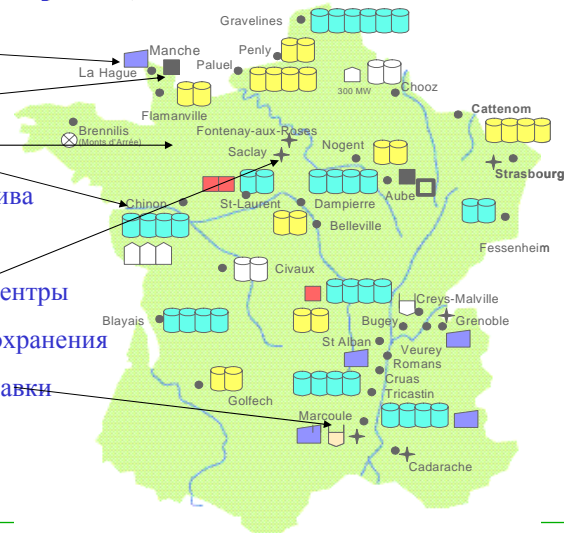 Gravelines
Penly
Manche
Paluel
La Hague
300 MW
Chooz
Flamanville
Cattenom
Brennilis
(Monts d'Arrée)
Fontenay-aux-Roses
Saclay
Nogent
Strasbourg
ива
Chinon
St-Laurent
Dampierre
Aube
Belleville
Fessenheim
Civaux
ентры
Creys-Malville
Blayais
Bugey
Grenoble
охранения
St Alban
Veurey
Romans
авки
Cruas
Golfech
Tricastin
Marcoule
Cadarache